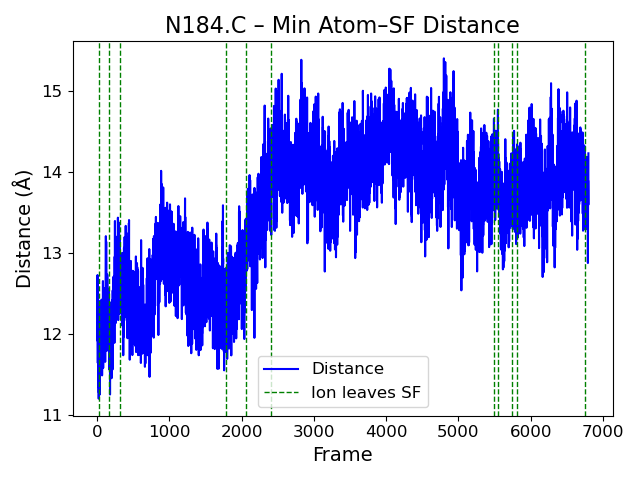 N184.C – Min Atom–SF Distance
Distance (Å)
15
14
13
12
11
Distance
Ion leaves SF
0 1000 2000 3000 4000 5000 6000 7000
Frame